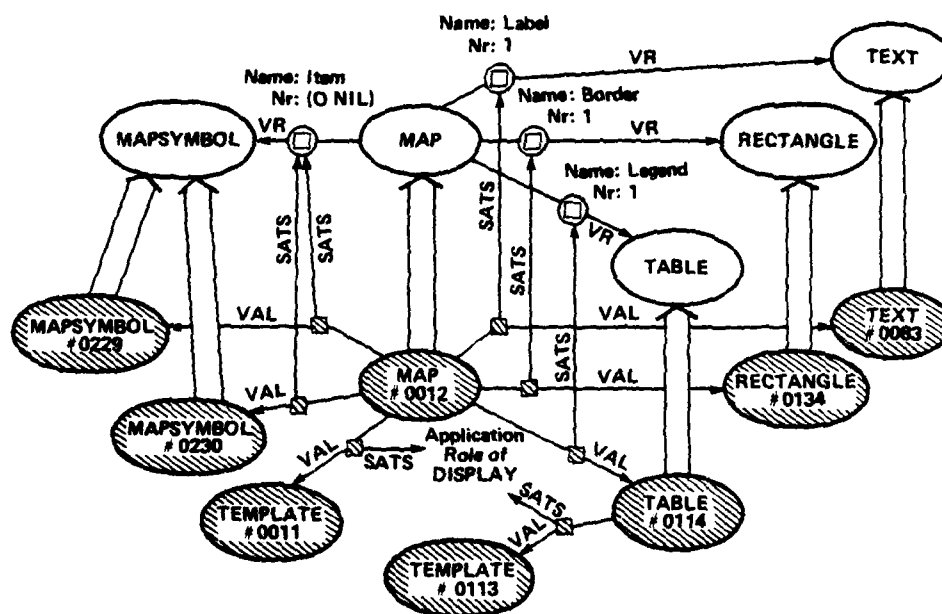 Name: Label
Nr: 1
VR
TEXT
Name: Item
Nr: (0 NIL)
Name: Border
Nr: 1
MAPSYMBOL
VR
MAP
VR
RECTANGLE
Name: Legend
Nr: 1
VR
SATS
SATS
SATS
SATS
TABLE
SATS
MAPSYMBOL
#0229
VAL
VAL
TEXT
#0083
MAP
#0012
VAL
VAL
RECTANGLE
#0134
MAPSYMBOL
#0230
VAL
SATS
Application
Role of
DISPLAY
VAL
TEMPLATE
#0011
SATS
VAL
TABLE
#0114
TEMPLATE
#0113